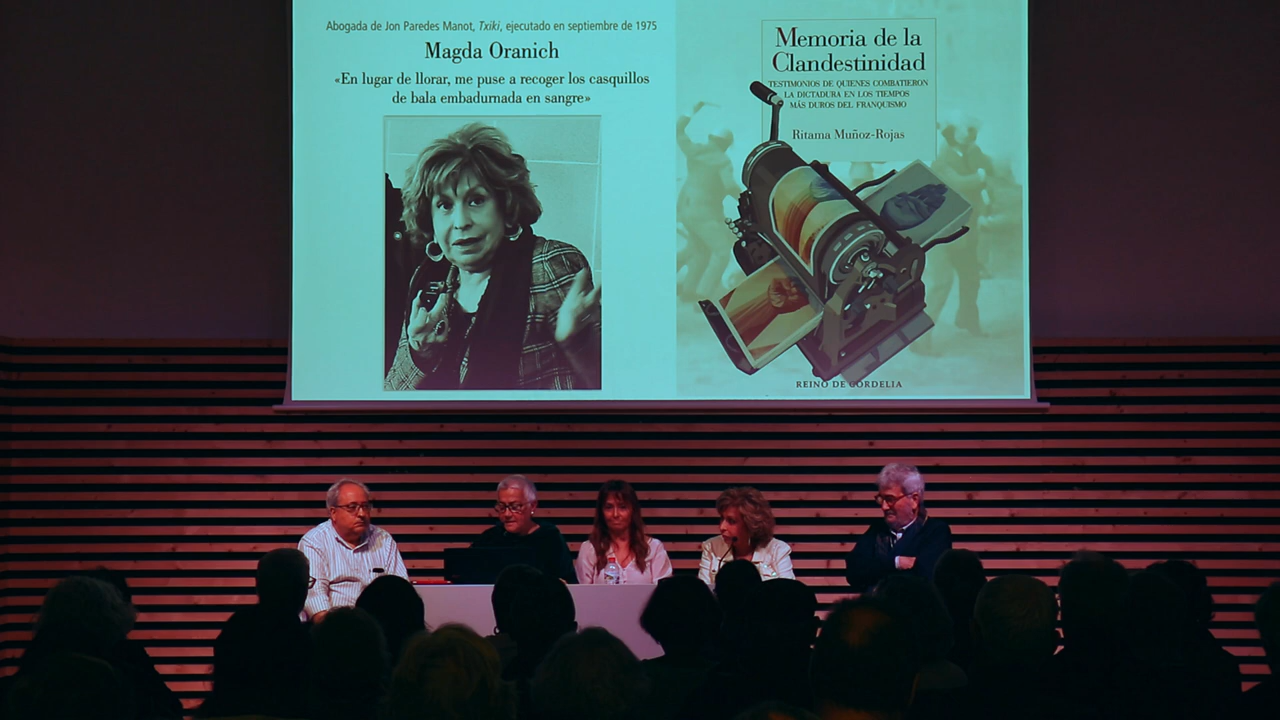 Abogada de Jon Paredes Manot, Txiki, ejecutado en septiembre de 1975
Magda Oranich
«En lugar de llorar, me puse a recoger los casquillos
de bala embadurnada en sangre»
Memoria de la
Clandestinidad
TESTIMONIOS DE QUIENES COMBATIERON
LA DICTADURA EN LOS TIEMPOS
MÁS DUROS DEL FRANQUISMO
Ritama Muñoz-Rojas
REINO DE CORDELIA